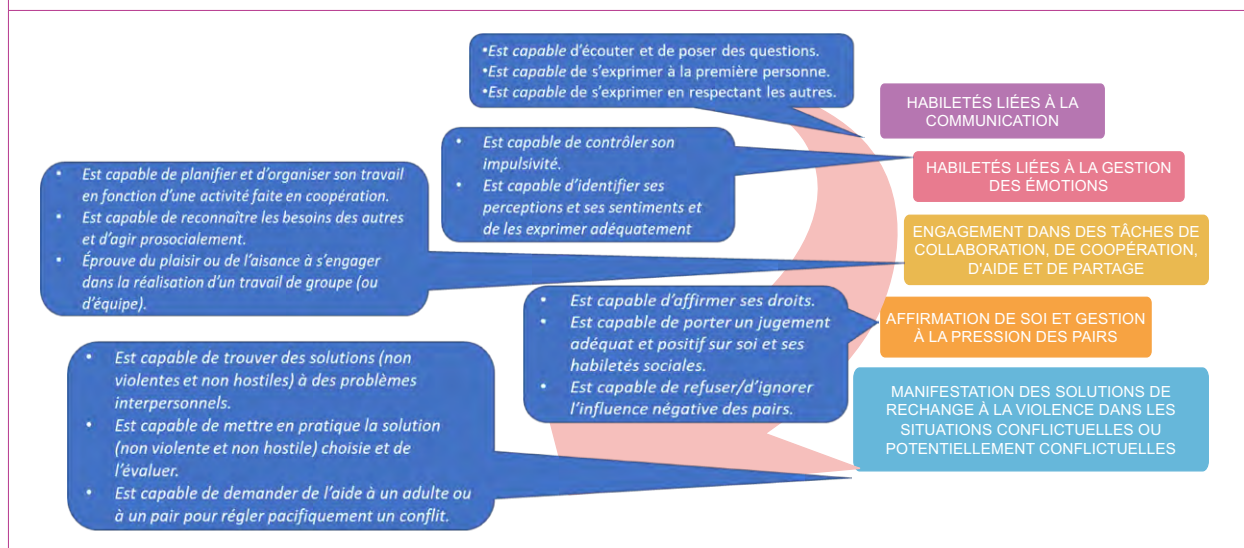 •Est capable d'écouter et de poser des questions.
•Est capable de s'exprimer à la première personne.
•Est capable de s'exprimer en respectant les autres.
HABILETÉS LIÉES À LA
COMMUNICATION
• Est capable de contrôler son
impulsivité.
• Est capable d'identifier ses
perceptions et ses sentiments et
de les exprimer adéquatement
HABILETÉS LIÉES À LA GESTION
DES ÉMOTIONS
• Est capable de planifier et d'organiser son travail
en fonction d'une activité faite en coopération.
• Est capable de reconnaître les besoins des autres
et d'agir prosocialement.
• Éprouve du plaisir ou de l'aisance à s'engager
dans la réalisation d'un travail de groupe (ou
d'équipe).
ENGAGEMENT DANS DES TÂCHES DE
COLLABORATION, DE COOPÉRATION,
D'AIDE ET DE PARTAGE
• Est capable d'affirmer ses droits.
• Est capable de porter un jugement
adéquat et positif sur soi et ses
habiletés sociales.
• Est capable de refuser/d'ignorer
l'influence négative des pairs.
AFFIRMATION DE SOI ET GESTION
À LA PRESSION DES PAIRS
• Est capable de trouver des solutions (non
violentes et non hostiles) à des problèmes
interpersonnels.
• Est capable de mettre en pratique la solution
(non violente et non hostile) choisie et de
l'évaluer.
• Est capable de demander de l'aide à un adulte ou
à un pair pour régler pacifiquement un conflit.
MANIFESTATION DES SOLUTIONS DE
RECHANGE À LA VIOLENCE DANS LES
SITUATIONS CONFLICTUELLES OU
POTENTIELLEMENT CONFLICTUELLES